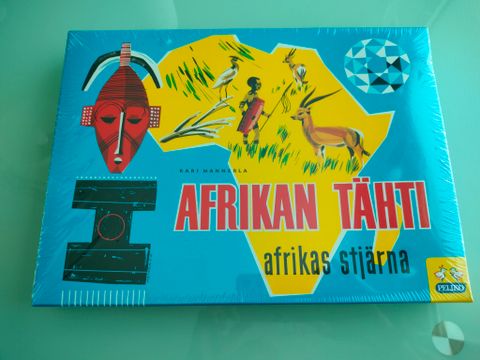 KARI MANNERLA
AFRIKAN TÄHTI
afrikas stjärna
PELIKO